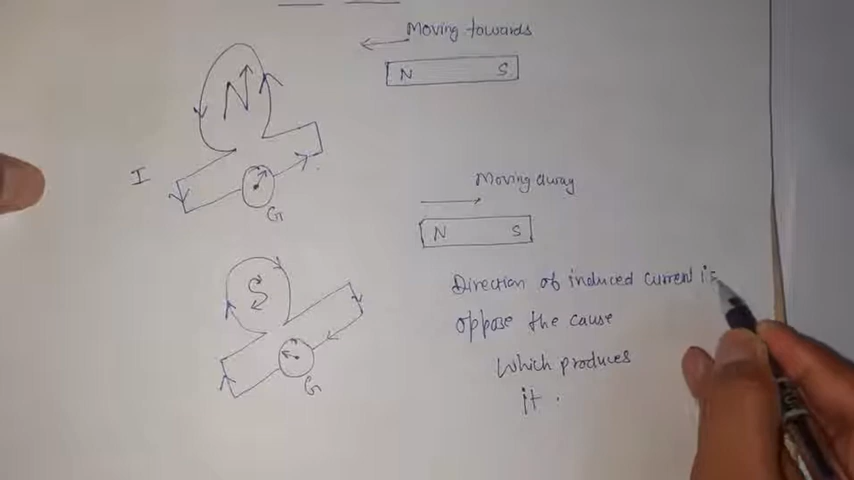 Moving towards
N S
N
I
G
Moving away
N S
S
G
Direction of induced current is
oppose the cause
which produces
it .